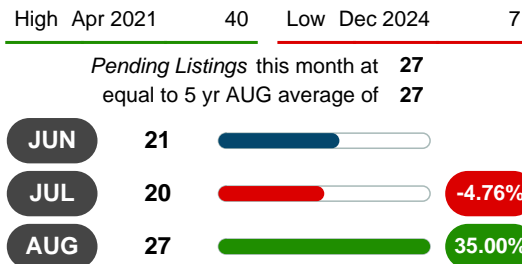 High Apr 2021 40 Low Dec 2024 7
Pending Listings this month at 27
equal to 5 yr AUG average of 27
JUN 21
JUL 20 -4.76%
AUG 27 35.00%